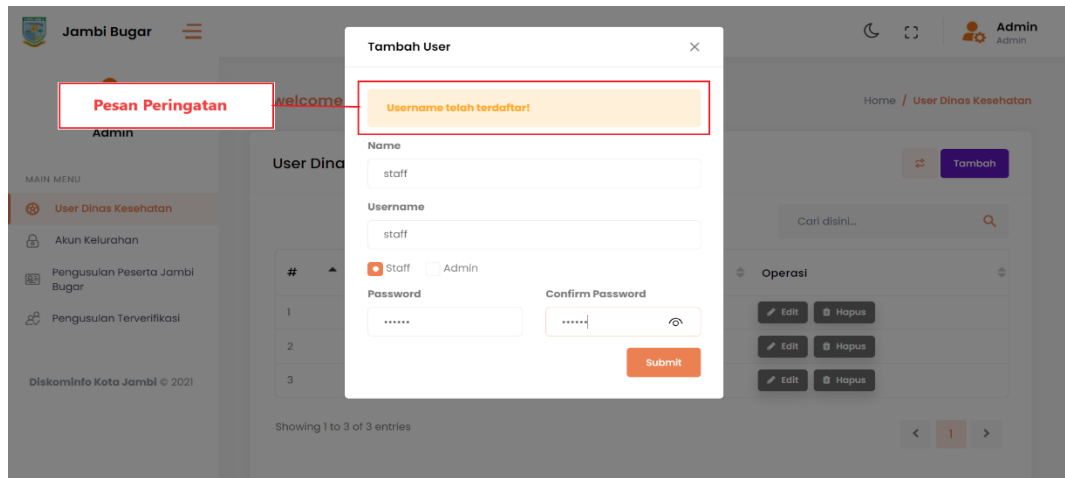 Jambi Bugar
Admin
Admin
Tambah User
Pesan Peringatan
welcome
Username telah terdaftar!
Home / User Dinas Kesehatan
Admin
MAIN MENU
User Dinas Kesehatan
Akun Kelurahan
Pengusulan Peserta Jambi
Bugar
Pengusulan Terverifikasi
Diskominfo Kota Jambi © 2021
User Dina
Tambah
Name
staff
Username
staff
Staff Admin
Password Confirm Password
•••••• ••••••
Submit
Cari disini...
# Operasi
1 Edit Hapus
2 Edit Hapus
3 Edit Hapus
Showing 1 to 3 of 3 entries
< 1 >